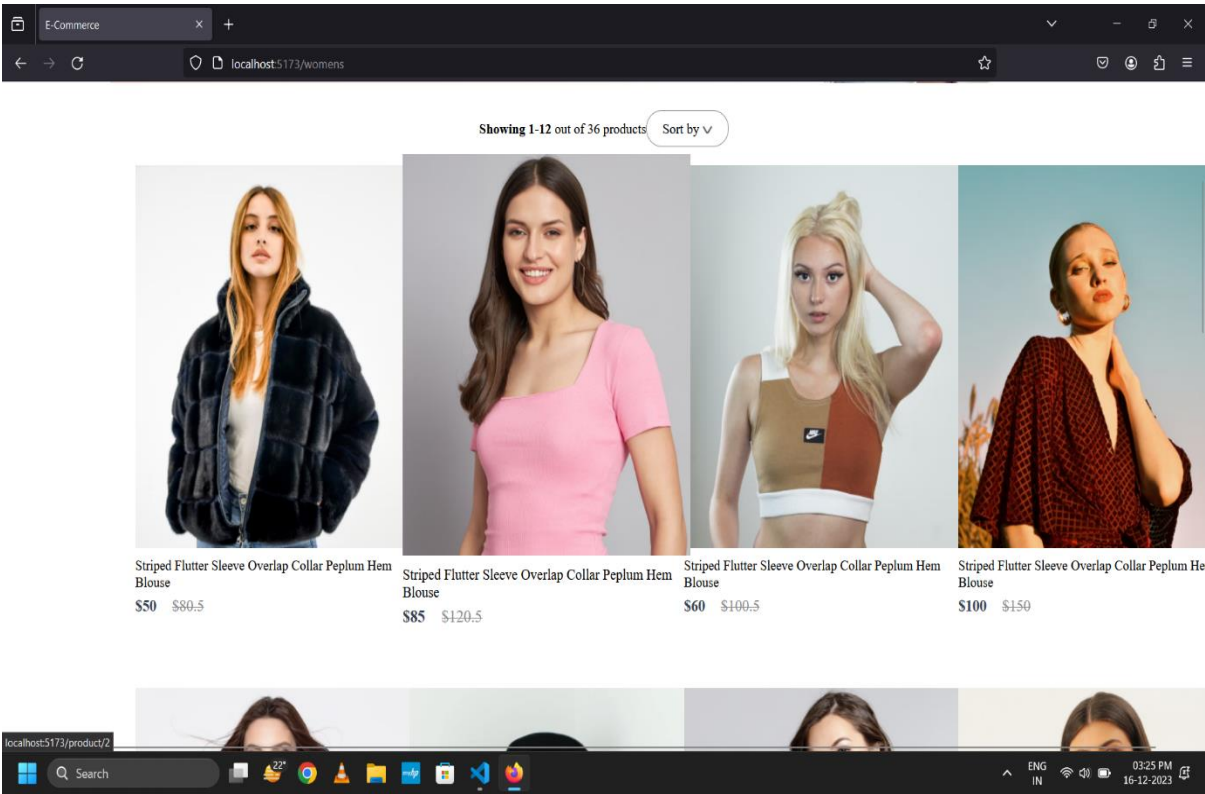 E-Commerce
localhost:5173/womens
Showing 1-12 out of 36 products
Sort by
Striped Flutter Sleeve Overlap Collar Peplum Hem
Blouse
$50 $80.5
Striped Flutter Sleeve Overlap Collar Peplum Hem
Blouse
$85 $120.5
Striped Flutter Sleeve Overlap Collar Peplum Hem
Blouse
$60 $100.5
Striped Flutter Sleeve Overlap Collar Peplum He
Blouse
$100 $150
localhost:5173/product/2
Search
22°
ENG
IN
03:25 PM
16-12-2023